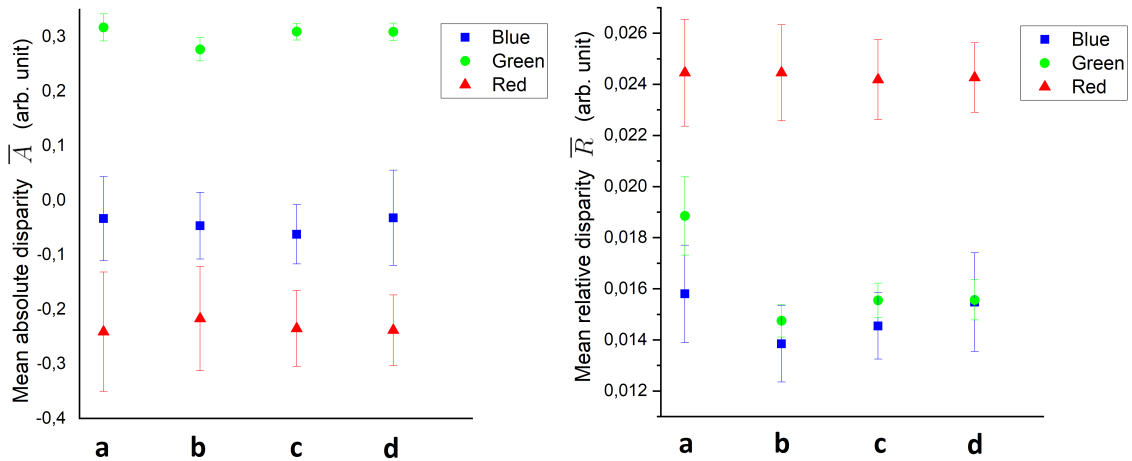 Mean absolute disparity A (arb. unit)
0,3
0,2
0,1
0,0
-0,1
-0,2
-0,3
-0,4
a b c d
Blue
Green
Red
Mean relative disparity R (arb. unit)
0,026
0,024
0,022
0,020
0,018
0,016
0,014
0,012
a b c d
Blue
Green
Red